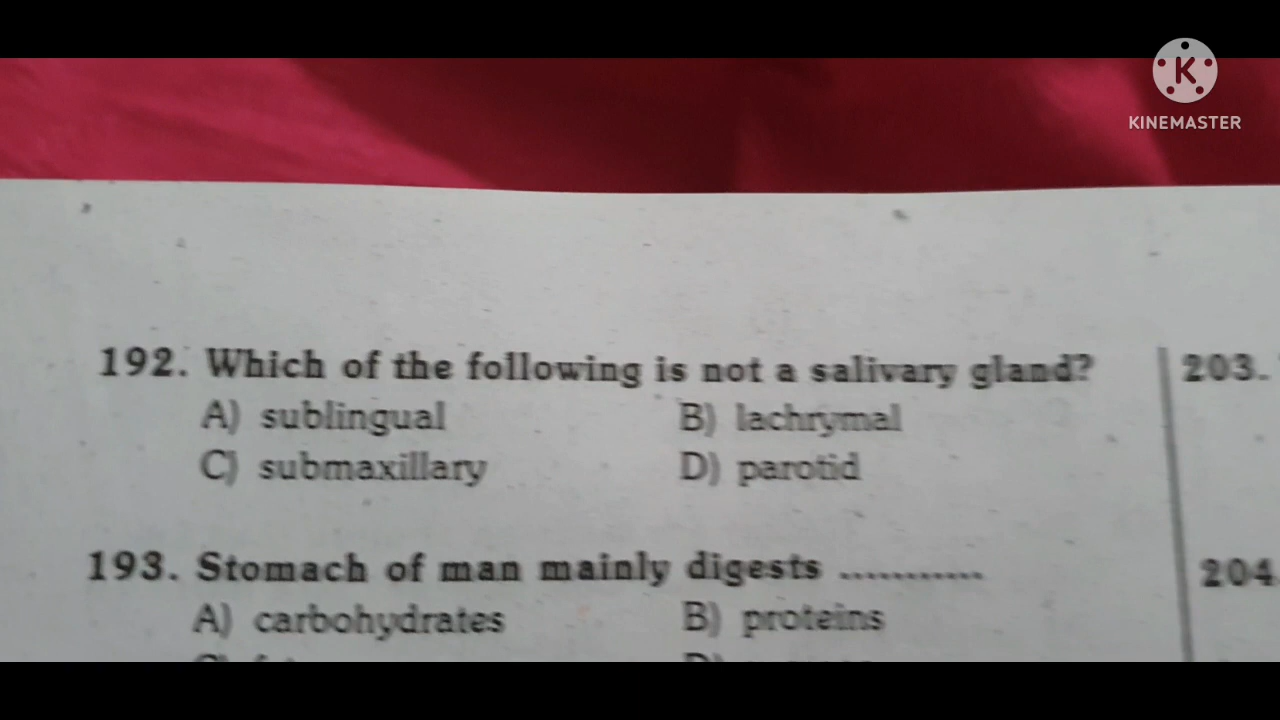 KINEMASTER
192. Which of the following is not a salivary gland?
A) sublingual B) lachrymal
C) submaxillary D) parotid
193. Stomach of man mainly digests ...........
A) carbohydrates B) proteins
203.
204